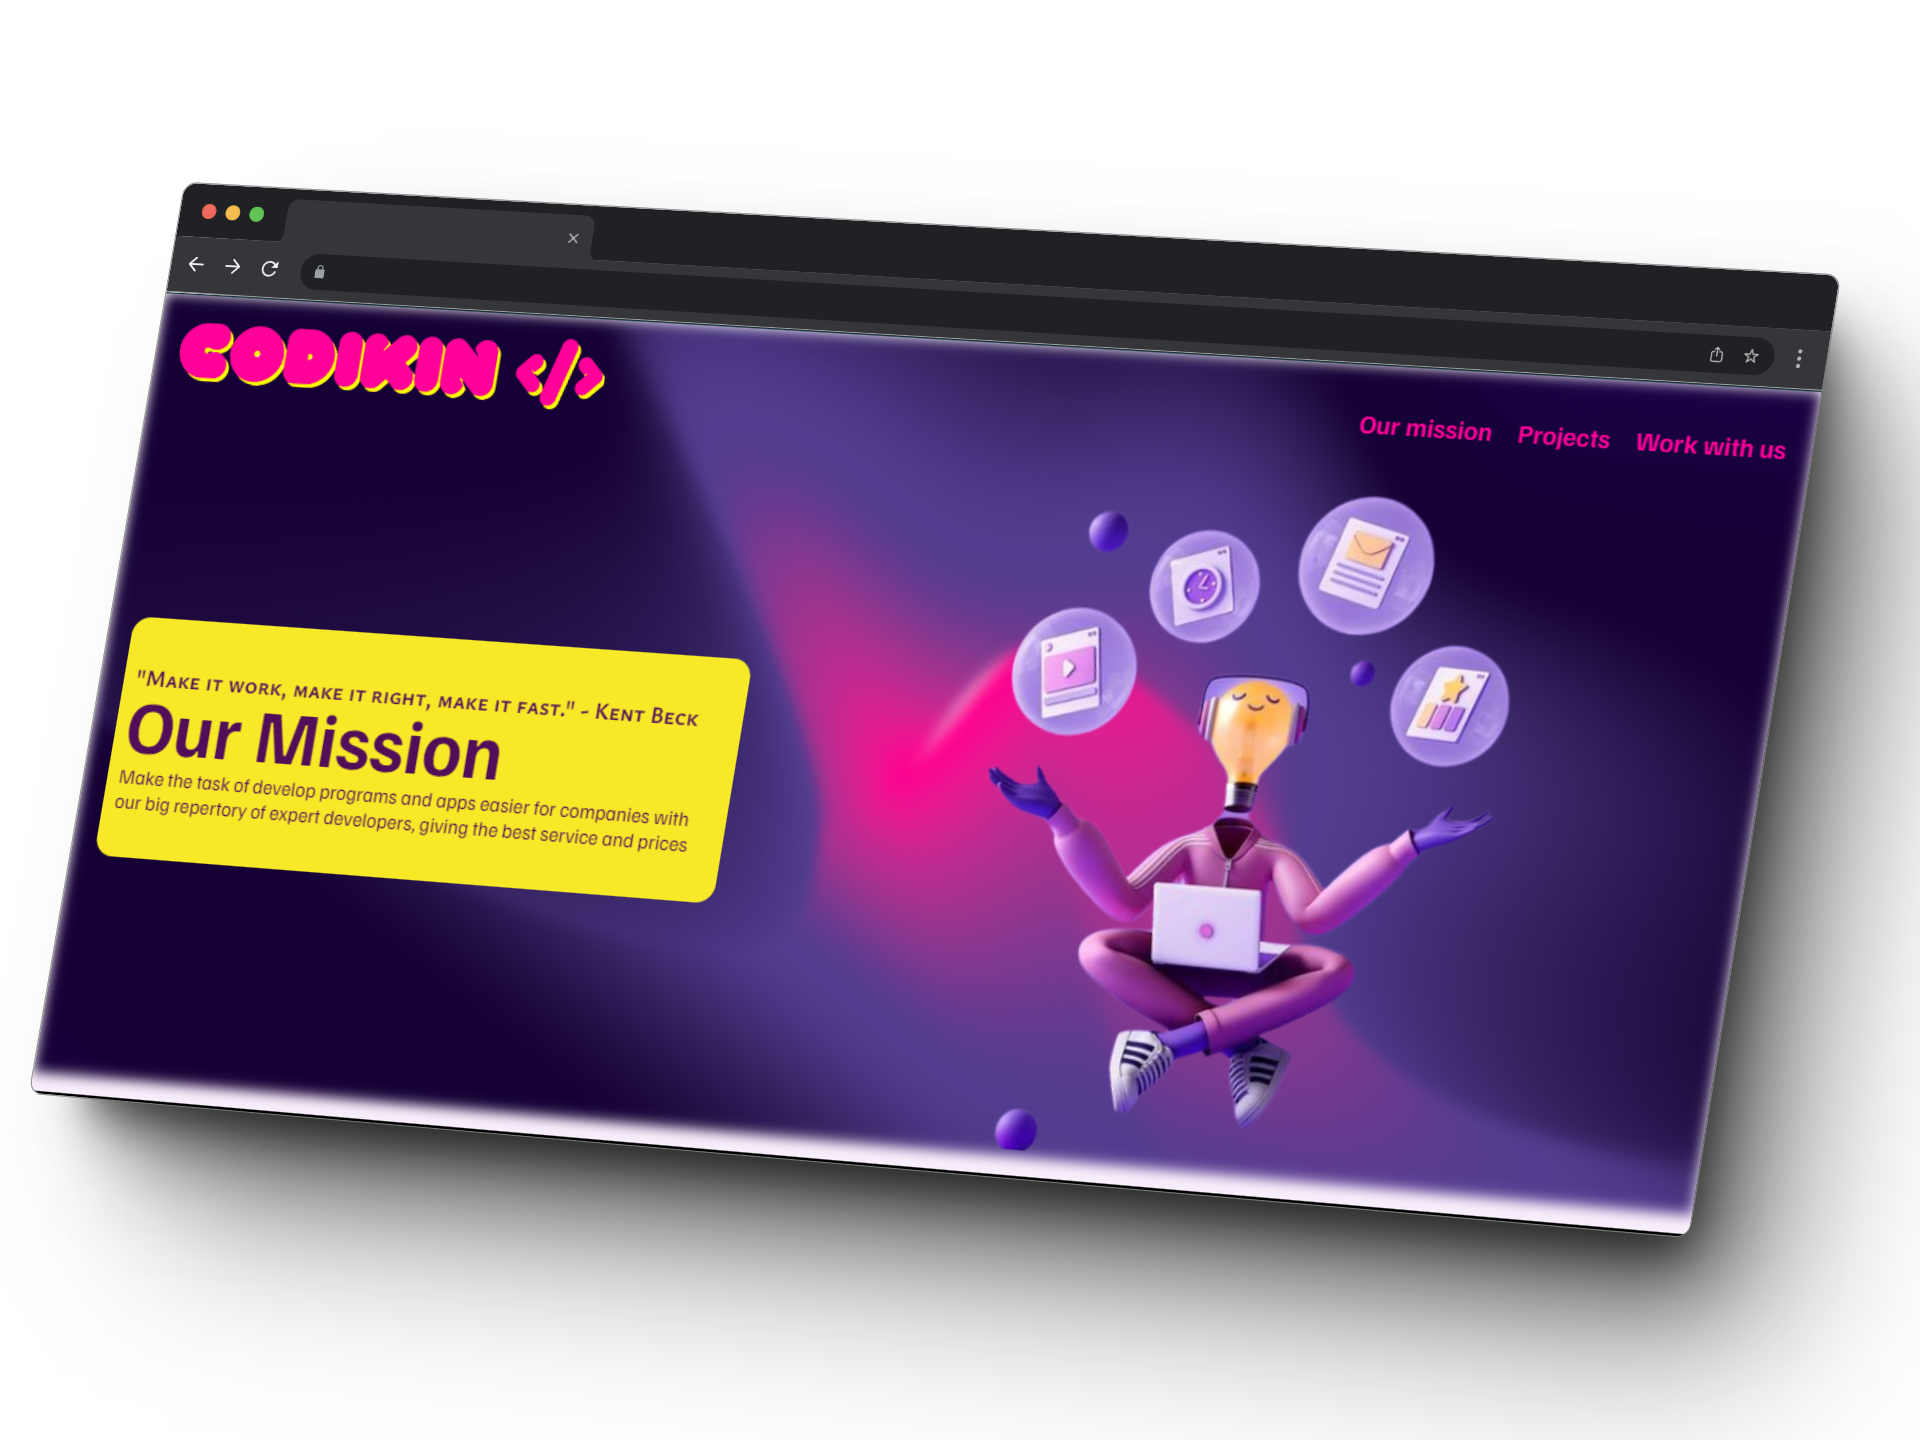 CODIKIN </>
Our mission Projects Work with us
"Make it work, make it right, make it fast." - Kent Beck
Our Mission
Make the task of develop programs and apps easier for companies with
our big repertory of expert developers, giving the best service and prices